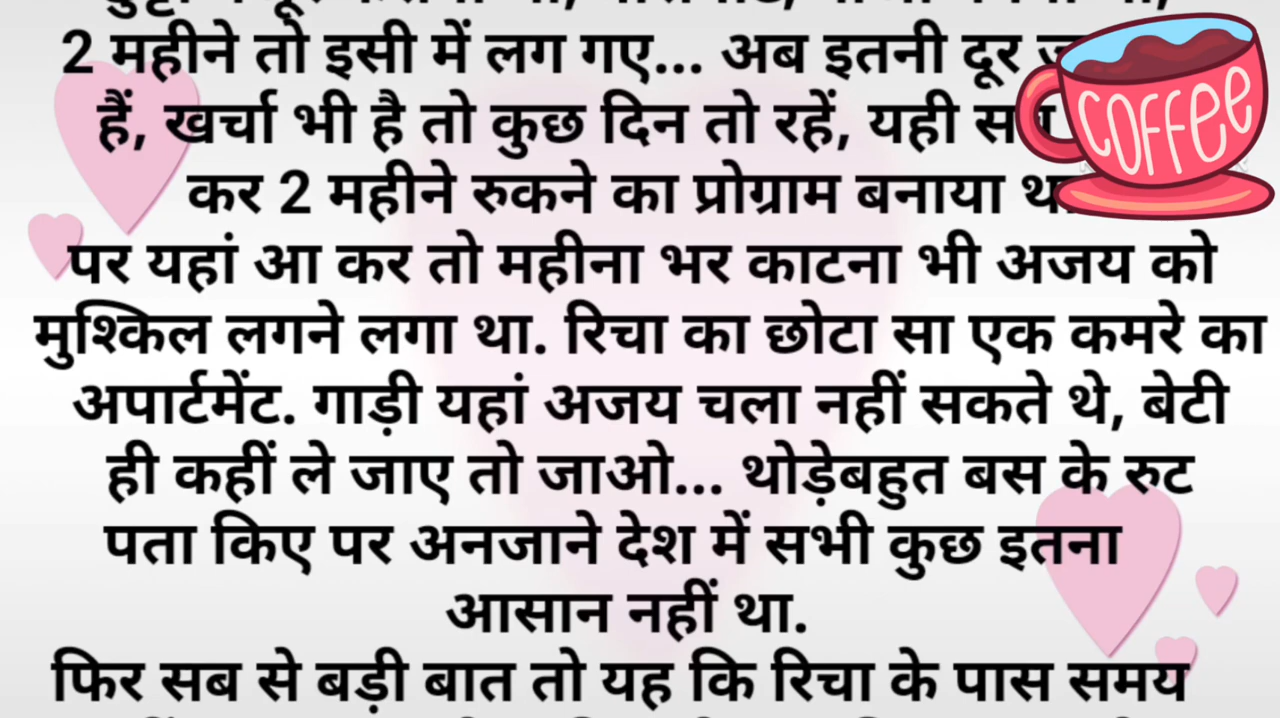 2 महीने तो इसी में लग गए... अब इतनी दूर
हैं, खर्चा भी है तो कुछ दिन तो रहें, यही
कर 2 महीने रुकने का प्रोग्राम बनाया
पर यहां आ कर तो महीना भर काटना भी अजय को
मुश्किल लगने लगा था. रिचा का छोटा सा एक कमरे का
अपार्टमेंट. गाड़ी यहां अजय चला नहीं सकते थे, बेटी
ही कहीं ले जाए तो जाओ... थोड़ेबहुत बस के रुट
पता किए पर अनजाने देश में सभी कुछ इतना
आसान नहीं था.
फिर सब से बड़ी बात तो यह कि रिचा के पास समय
COFFee